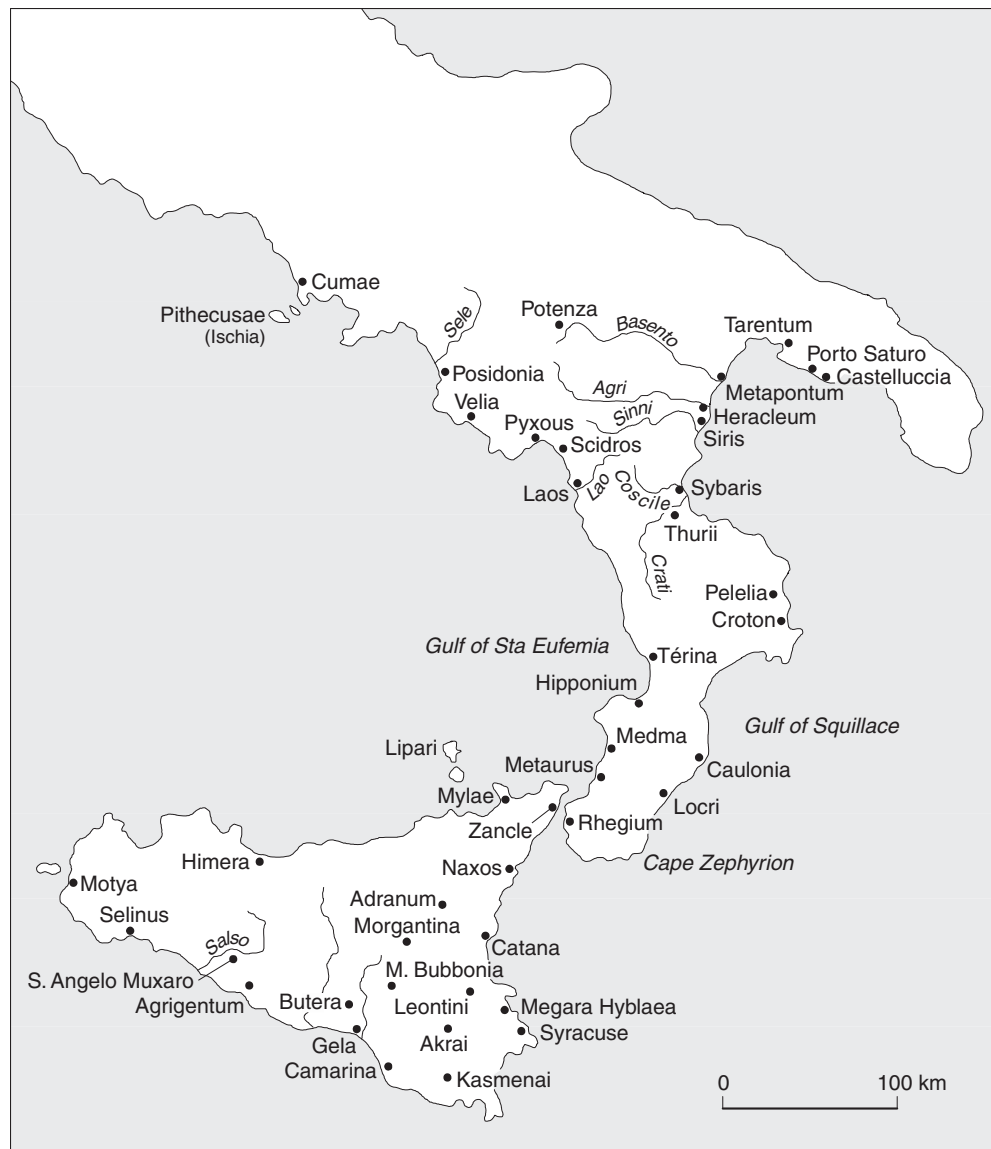 Cumae
Pithecusae
(Ischia)
Sele
Potenza
Basento
Tarentum
Porto Saturo
Castelluccia
Posidonia
Agri
Metapontum
Velia
Sinni
Heracleum
Pyxous
Siris
Scidros
Laos
Lao
Coscile
Sybaris
Thurii
Crati
Pelelia
Croton
Gulf of Sta Eufemia
Térina
Hipponium
Gulf of Squillace
Medma
Lipari
Metaurus
Caulonia
Mylae
Locri
Zancle
Rhegium
Himera
Naxos
Cape Zephyrion
Motya
Adranum
Selinus
Morgantina
Salso
Catana
S. Angelo Muxaro
M. Bubbonia
Agrigentum
Butera
Leontini
Megara Hyblaea
Syracuse
Gela
Akrai
Camarina
Kasmenai
0 100 km